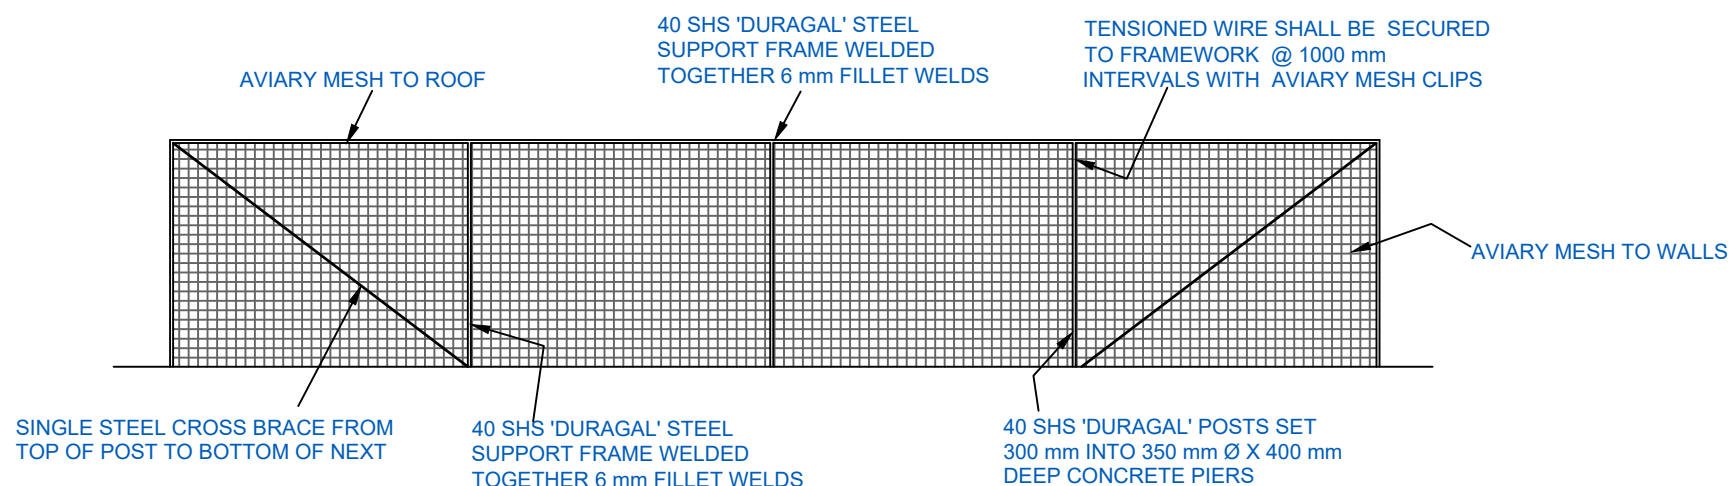 40 SHS 'DURAGAL' STEEL
SUPPORT FRAME WELDED
TOGETHER 6 mm FILLET WELDS
TENSIONED WIRE SHALL BE SECURED
TO FRAMEWORK @ 1000 mm
INTERVALS WITH AVIARY MESH CLIPS
AVIARY MESH TO ROOF
AVIARY MESH TO WALLS
SINGLE STEEL CROSS BRACE FROM
TOP OF POST TO BOTTOM OF NEXT
40 SHS 'DURAGAL' STEEL
SUPPORT FRAME WELDED
TOGETHER 6 mm FILLET WELDS
40 SHS 'DURAGAL' POSTS SET
300 mm INTO 350 mm Ø X 400 mm
DEEP CONCRETE PIERS